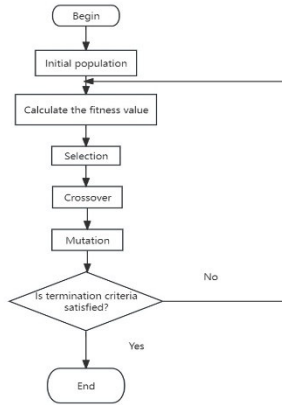 Begin
Initial population
Calculate the fitness value
Selection
Crossover
Mutation
Is termination criteria
satisfied?
No
Yes
End